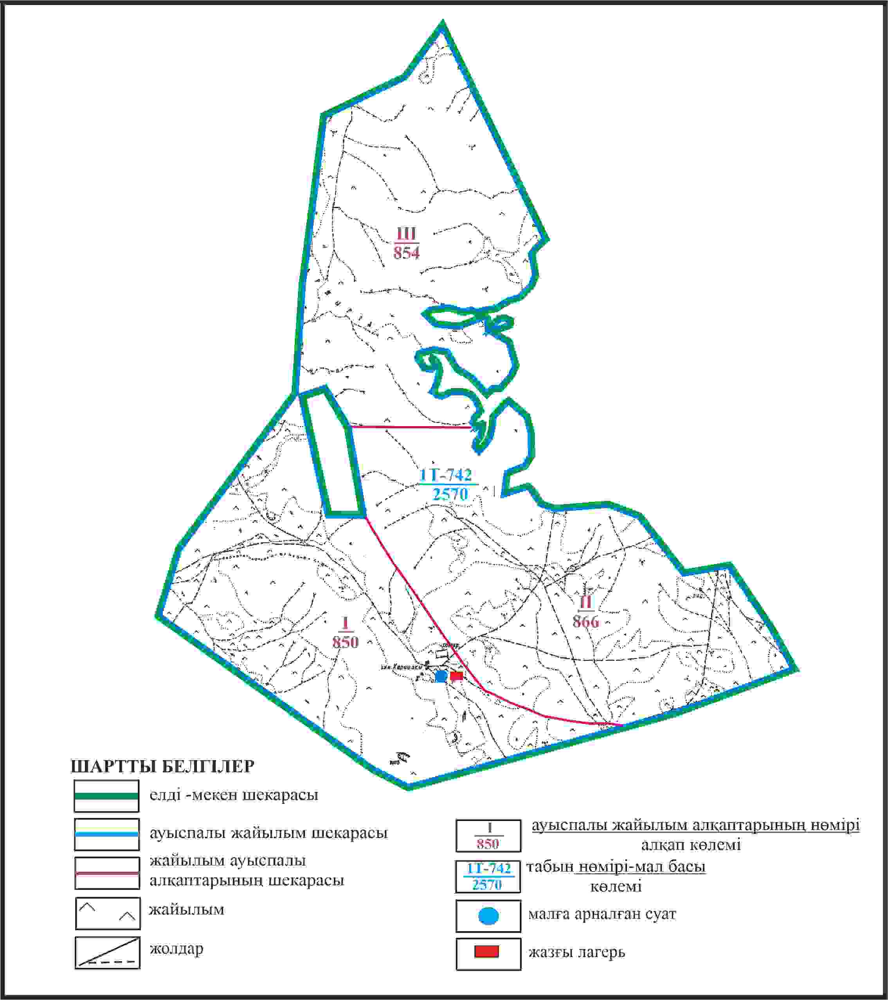 III
854
1Т-742
2570
II
866
I
850
ШАРТТЫ БЕЛГІЛЕР
елді -мекен шекарасы
ауыспалы жайылым шекарасы
жайылым ауыспалы
алқаптарының шекарасы
жайылым
жолдар
I
850
ауыспалы жайылым алқаптарының нөмірі
алқап көлемі
1Т-742
2570
табын нөмірі-мал басы
көлемі
малға арналған суат
жазғы лагерь